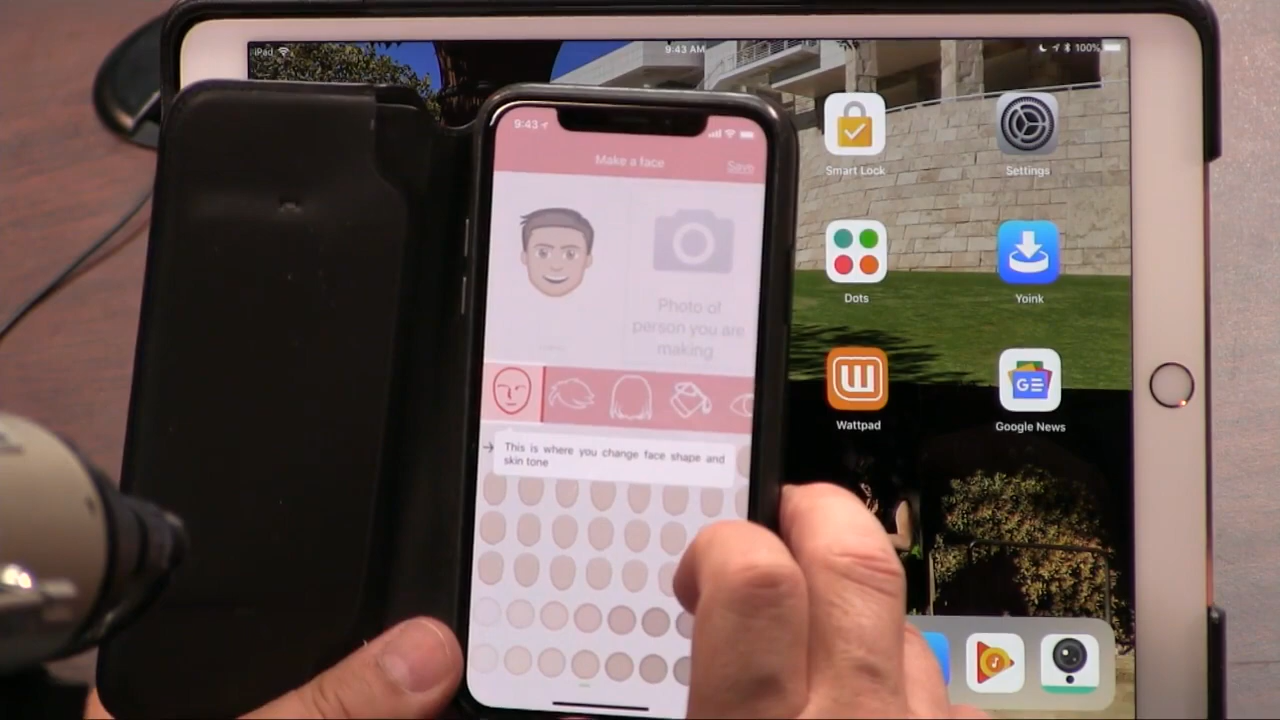 iPad
9:43 AM
100%
9:43
Make a face
Save
Photo of
person you are
making
This is where you change face shape and
skin tone
Smart Lock
Settings
Dots
Yoink
W
Wattpad
GE
Google News